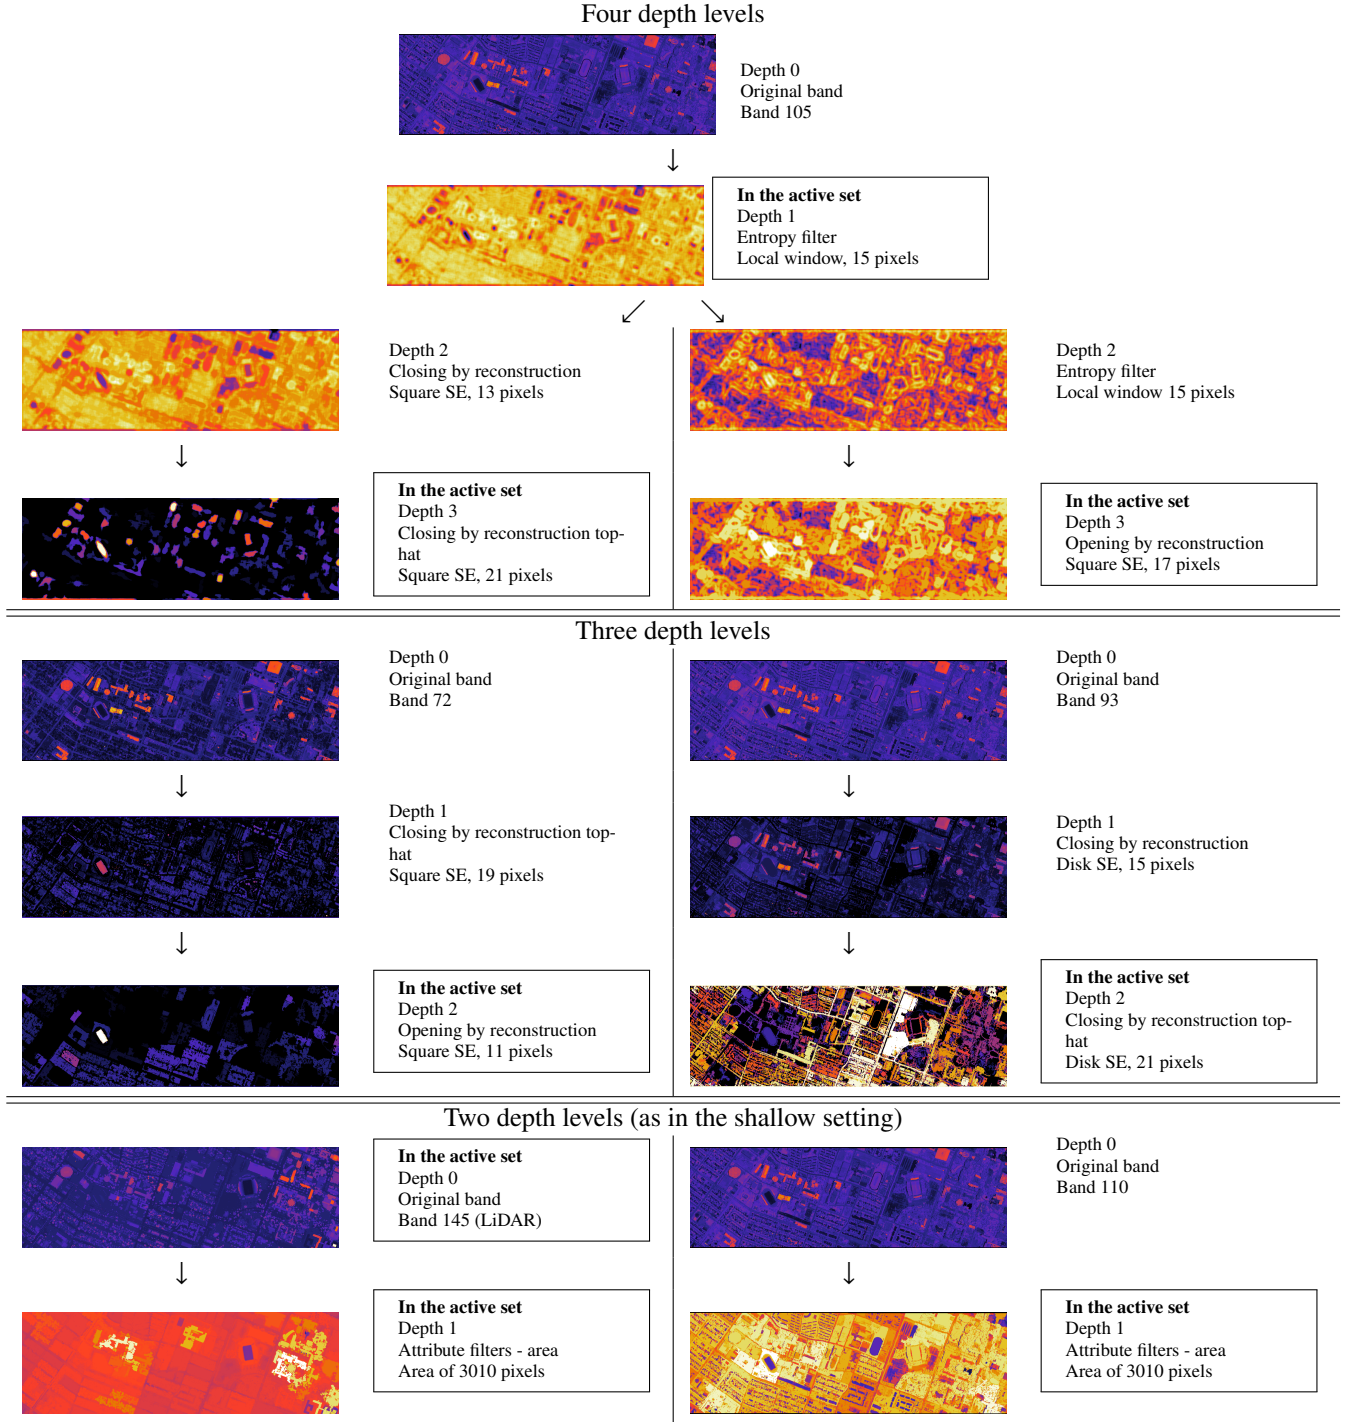 Four depth levels
Depth 0
Original band
Band 105
In the active set
Depth 1
Entropy filter
Local window, 15 pixels
Depth 2
Closing by reconstruction
Square SE, 13 pixels
Depth 2
Entropy filter
Local window 15 pixels
In the active set
Depth 3
Closing by reconstruction top-
hat
Square SE, 21 pixels
In the active set
Depth 3
Opening by reconstruction
Square SE, 17 pixels
Three depth levels
Depth 0
Original band
Band 72
Depth 0
Original band
Band 93
Depth 1
Closing by reconstruction top-
hat
Square SE, 19 pixels
Depth 1
Closing by reconstruction
Disk SE, 15 pixels
In the active set
Depth 2
Opening by reconstruction
Square SE, 11 pixels
In the active set
Depth 2
Closing by reconstruction top-
hat
Disk SE, 21 pixels
Two depth levels (as in the shallow setting)
In the active set
Depth 0
Original band
Band 145 (LiDAR)
Depth 0
Original band
Band 110
In the active set
Depth 1
Attribute filters - area
Area of 3010 pixels
In the active set
Depth 1
Attribute filters - area
Area of 3010 pixels